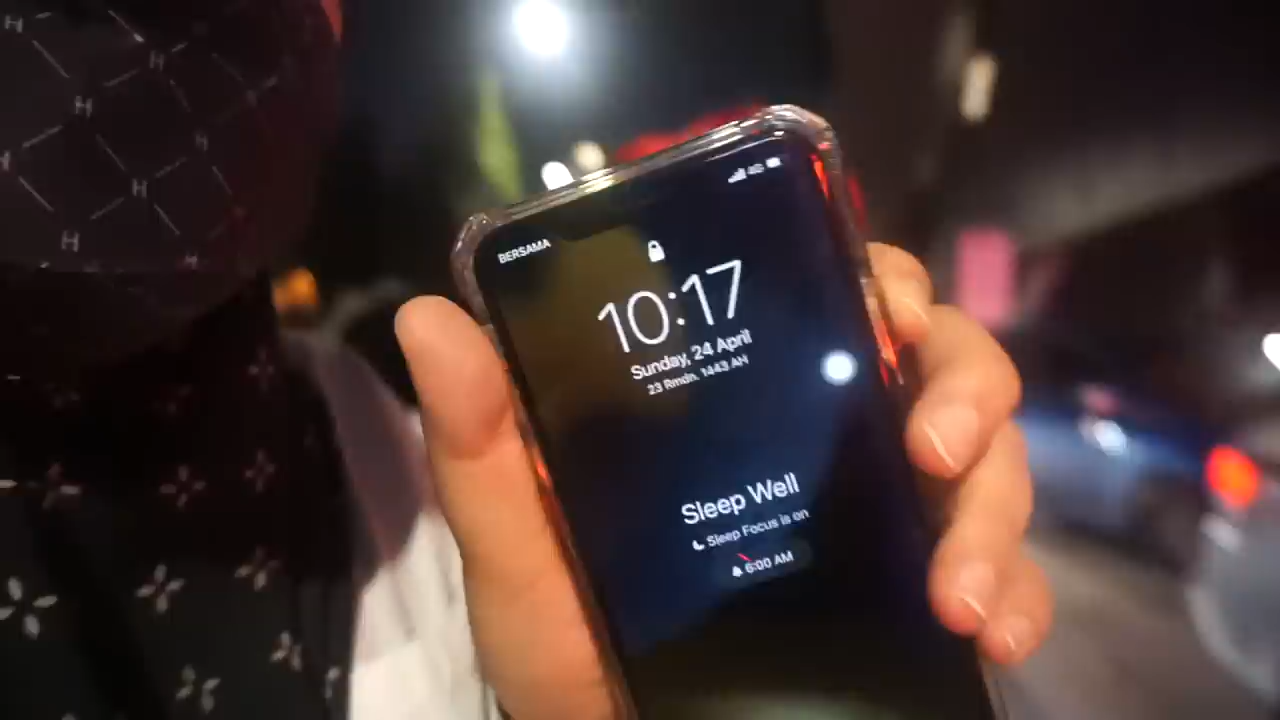 BERSAMA
4G
10:17
Sunday, 24 April
23 Rmdn. 1443 AH
Sleep Well
Sleep Focus is on
6:00 AM
H
H
H
H
H
H
H
H